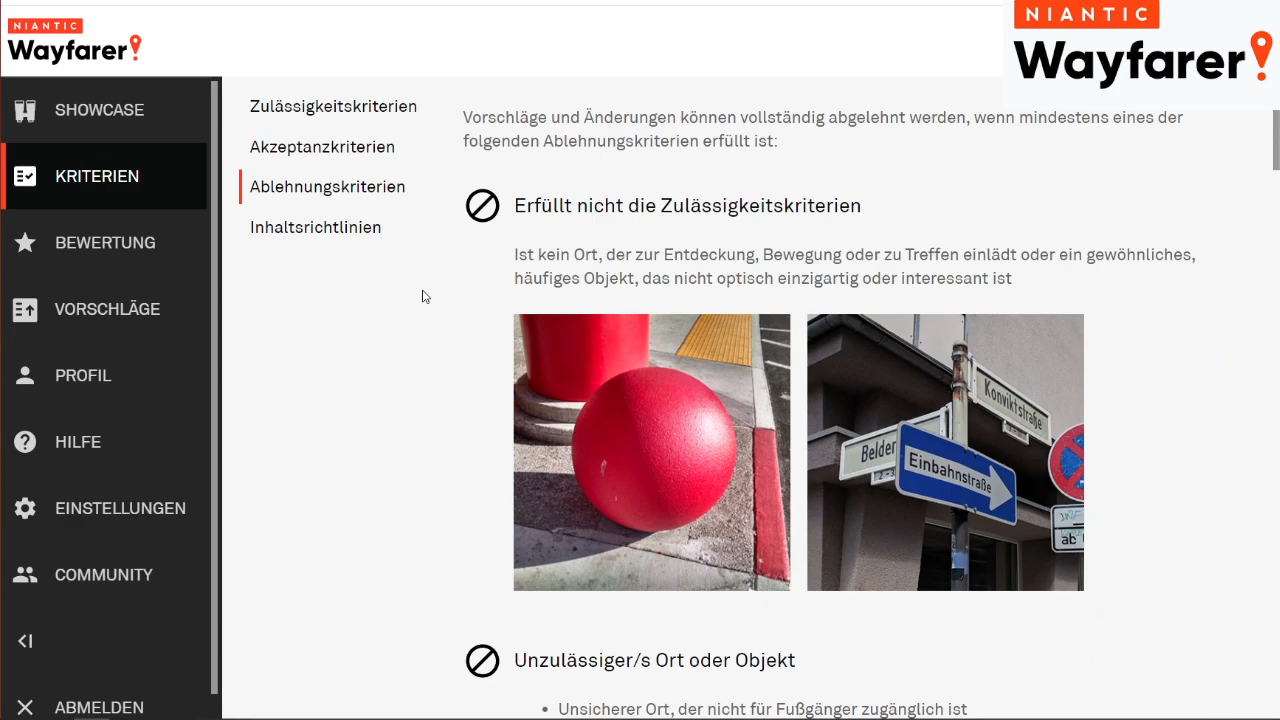 NIANTIC
Wayfarer
NIANTIC
Wayfarer
SHOWCASE
KRITERIEN
BEWERTUNG
VORSCHLÄGE
PROFIL
HILFE
EINSTELLUNGEN
COMMUNITY
ABMELDEN
Zulässigkeitskriterien
Akzeptanzkriterien
Ablehnungskriterien
Inhaltsrichtlinien
Vorschläge und Änderungen können vollständig abgelehnt werden, wenn mindestens eines der
folgenden Ablehnungskriterien erfüllt ist:
Erfüllt nicht die Zulässigkeitskriterien
Ist kein Ort, der zur Entdeckung, Bewegung oder zu Treffen einlädt oder ein gewöhnliches,
häufiges Objekt, das nicht optisch einzigartig oder interessant ist
Konviktstraße
Belder
Einbahnstraße
ab
Unzulässiger/s Ort oder Objekt
• Unsicherer Ort, der nicht für Fußgänger zugänglich ist